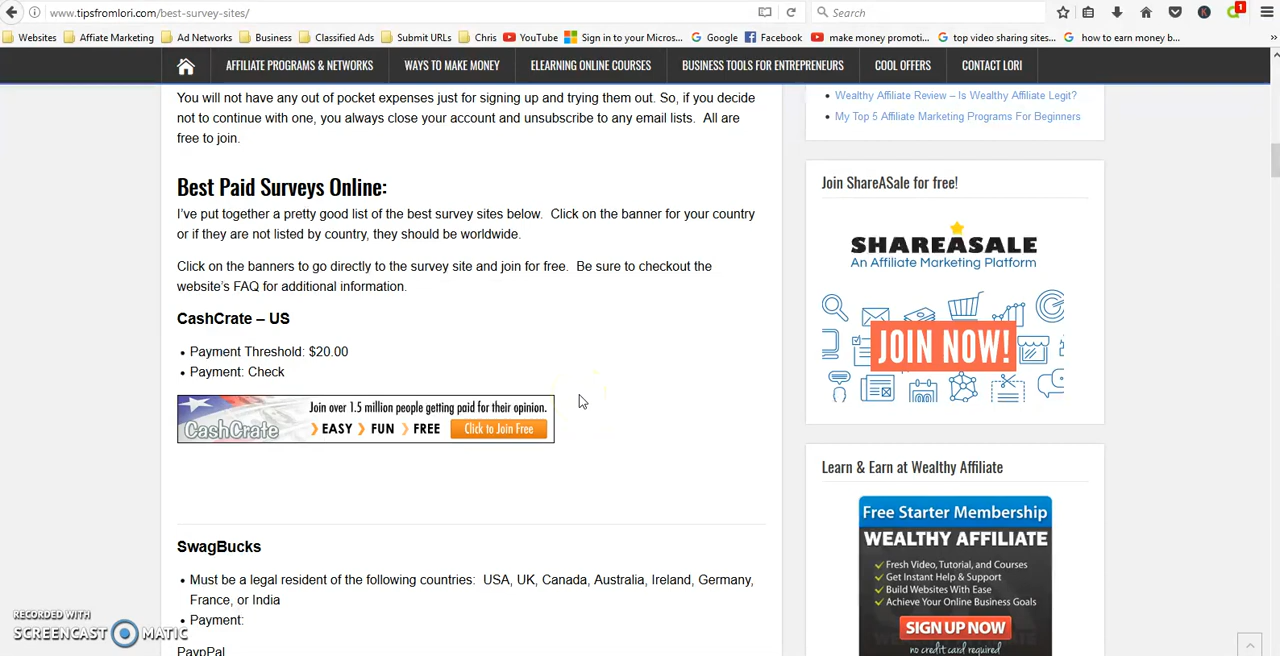 www.tipsfromlori.com/best-survey-sites/
Search
1
Websites
Affiate Marketing
Ad Networks
Business
Classified Ads
Submit URLs
Chris
YouTube
Sign in to your Micros...
Google
Facebook
make money promoti...
top video sharing sites...
how to earn money b...
AFFILIATE PROGRAMS & NETWORKS
WAYS TO MAKE MONEY
ELEARNING ONLINE COURSES
BUSINESS TOOLS FOR ENTREPRENEURS
COOL OFFERS
CONTACT LORI
You will not have any out of pocket expenses just for signing up and trying them out. So, if you decide
not to continue with one, you always close your account and unsubscribe to any email lists. All are
free to join.
Best Paid Surveys Online:
I've put together a pretty good list of the best survey sites below. Click on the banner for your country
or if they are not listed by country, they should be worldwide.
Click on the banners to go directly to the survey site and join for free. Be sure to checkout the
website's FAQ for additional information.
CashCrate – US
• Payment Threshold: $20.00
• Payment: Check
CashCrate
Join over 1.5 million people getting paid for their opinion.
EASY FUN FREE
Click to Join Free
SwagBucks
• Must be a legal resident of the following countries: USA, UK, Canada, Australia, Ireland, Germany,
France, or India
• Payment:
PaypPal
• Wealthy Affiliate Review – Is Wealthy Affiliate Legit?
• My Top 5 Affiliate Marketing Programs For Beginners
Join ShareASale for free!
SHAREASALE
An Affiliate Marketing Platform
JOIN NOW!
Learn & Earn at Wealthy Affiliate
Free Starter Membership
WEALTHY AFFILIATE
Fresh Video, Tutorial, and Courses
Get Instant Help & Support
Build Websites With Ease
Achieve Your Online Business Goals
SIGN UP NOW
no credit card required
RECORDED WITH
SCREENCAST MATIC